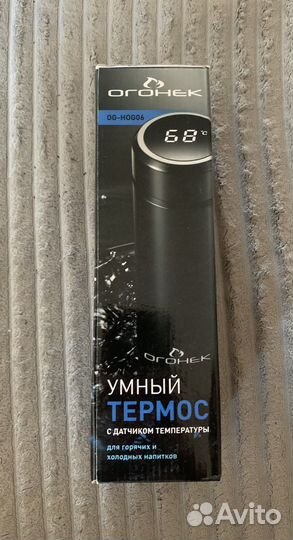 ОГОНЕК
OG-HOG06
68 °C
ОГОНЕК
УМНЫЙ
ТЕРМОС
С ДАТЧИКОМ ТЕМПЕРАТУРЫ
для горячих и
холодных напитков
Avito